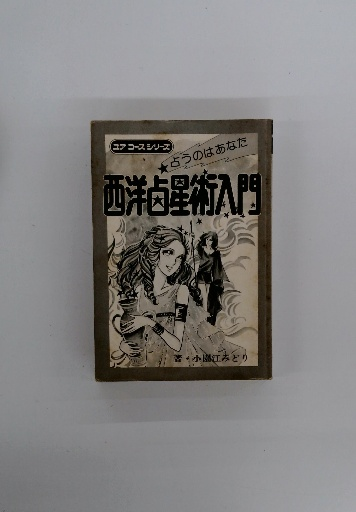 ユア コースシリーズ
占うのはあなた
西洋占星術入門
著・小園江みどり